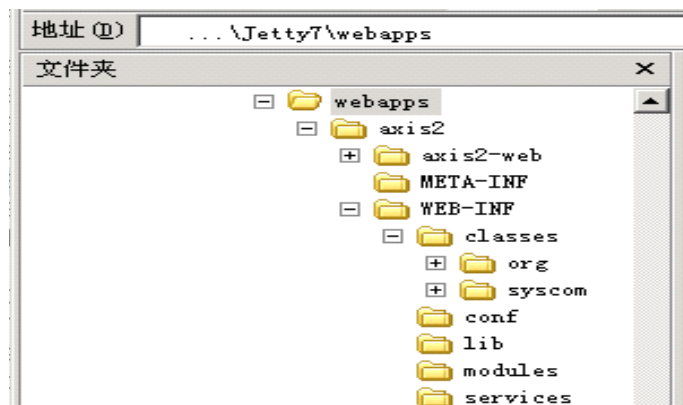 地址(D) ...\Jetty7\webapps
文件夹
webapps
axis2
axis2-web
META-INF
WEB-INF
classes
org
syscom
conf
lib
modules
services